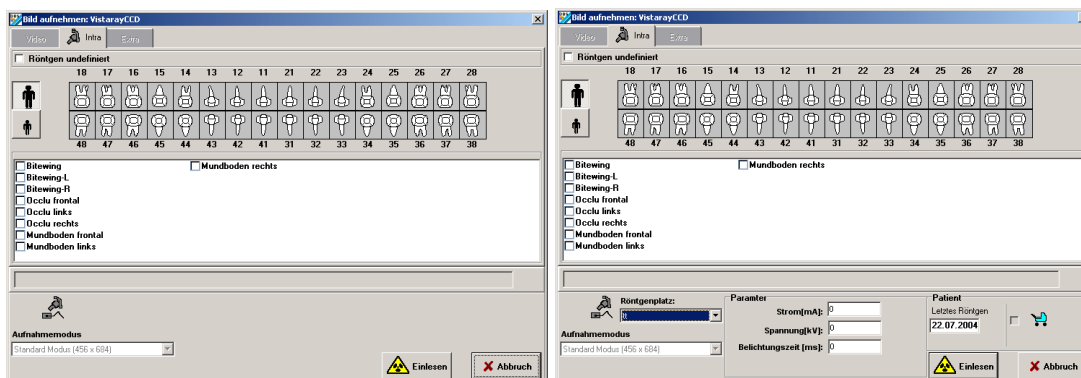 Bild aufnehmen: VistarayCCD
Video Intra Extra
Röntgen undefiniert
18 17 16 15 14 13 12 11 21 22 23 24 25 26 27 28
48 47 46 45 44 43 42 41 31 32 33 34 35 36 37 38
Bitewing Mundboden rechts
Bitewing-L
Bitewing-R
Occlu frontal
Occlu links
Occlu rechts
Mundboden frontal
Mundboden links
Aufnahmemodus
Standard Modus (456 x 684)
Einlesen Abbruch
Bild aufnehmen: VistarayCCD
Video Intra Extra
Röntgen undefiniert
18 17 16 15 14 13 12 11 21 22 23 24 25 26 27 28
48 47 46 45 44 43 42 41 31 32 33 34 35 36 37 38
Bitewing Mundboden rechts
Bitewing-L
Bitewing-R
Occlu frontal
Occlu links
Occlu rechts
Mundboden frontal
Mundboden links
Röntgenplatz:
Aufnahmemodus
Standard Modus (456 x 684)
Paramter
Strom[mA]: 0
Spannung[kV]: 0
Belichtungszeit [ms]: 0
Patient
Letztes Röntgen
22.07.2004
Einlesen Abbruch